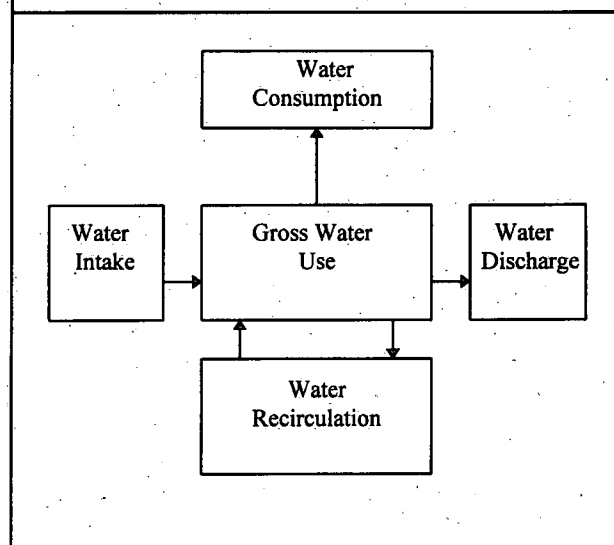 Water
Consumption
Water
Intake
Gross Water
Use
Water
Discharge
Water
Recirculation